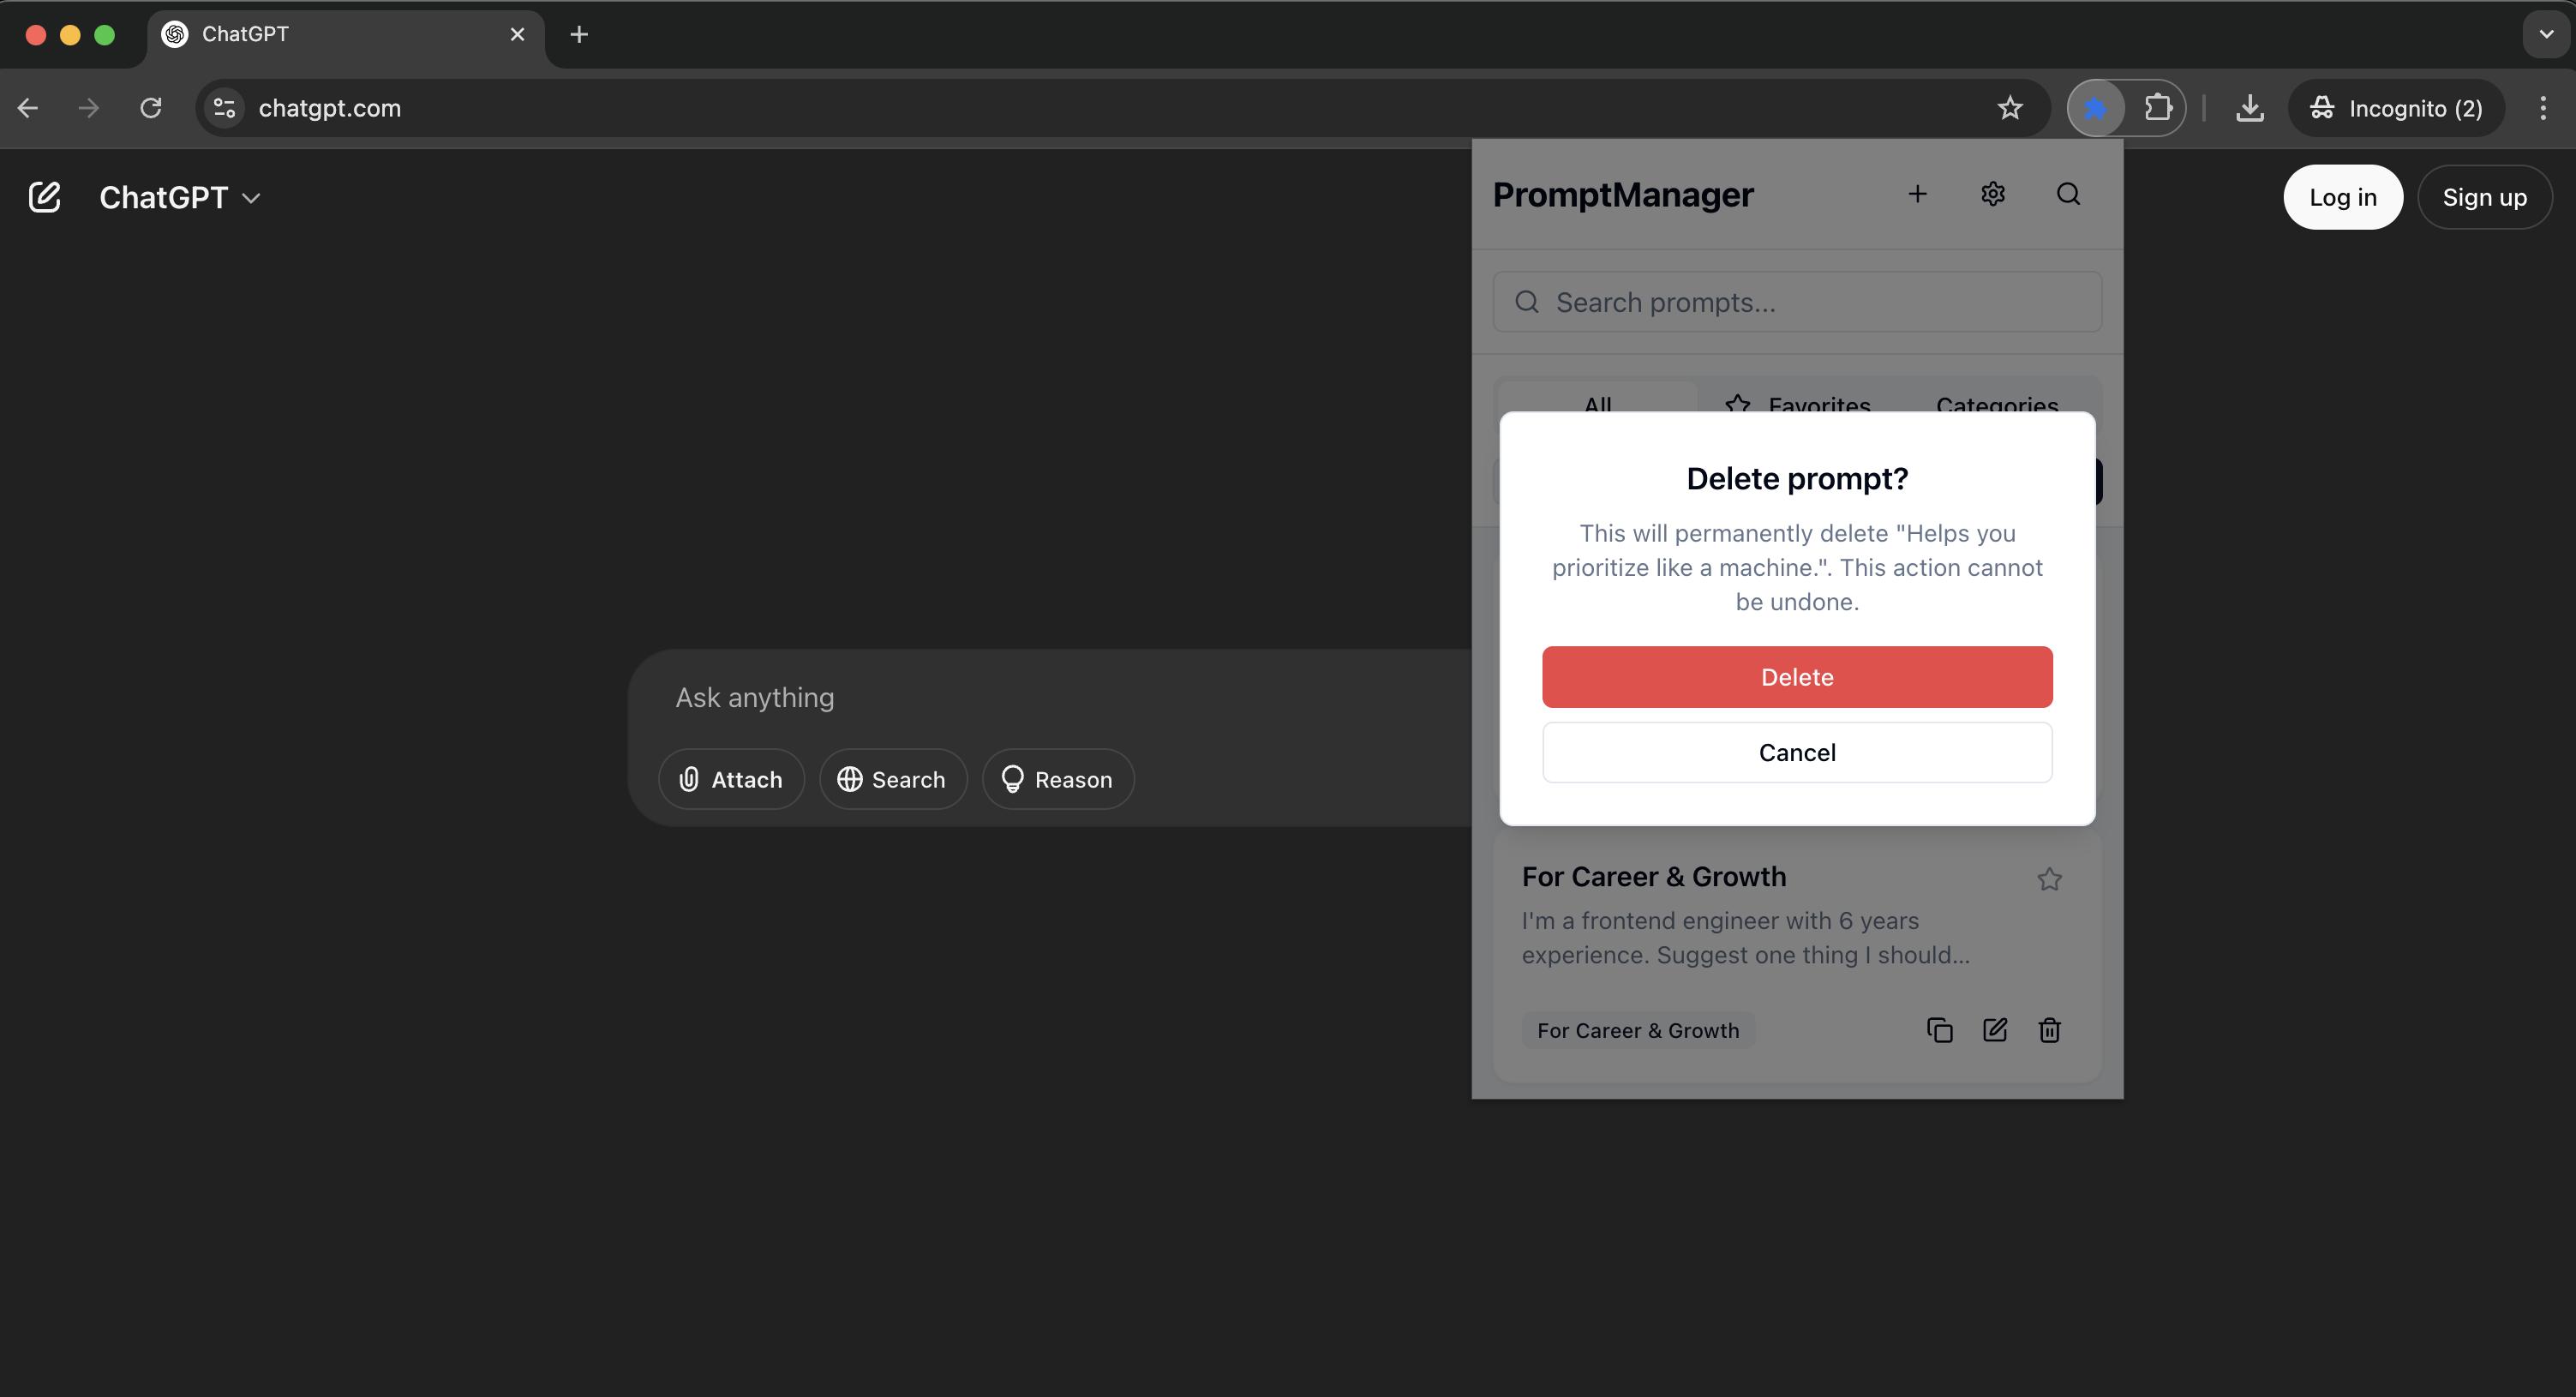 ChatGPT
chatgpt.com
Incognito (2)
ChatGPT
Log in
Sign up
PromptManager
Search prompts...
All
Favorites
Categories
Delete prompt?
This will permanently delete "Helps you
prioritize like a machine.". This action cannot
be undone.
Delete
Cancel
Ask anything
Attach
Search
Reason
For Career & Growth
I'm a frontend engineer with 6 years
experience. Suggest one thing I should...
For Career & Growth